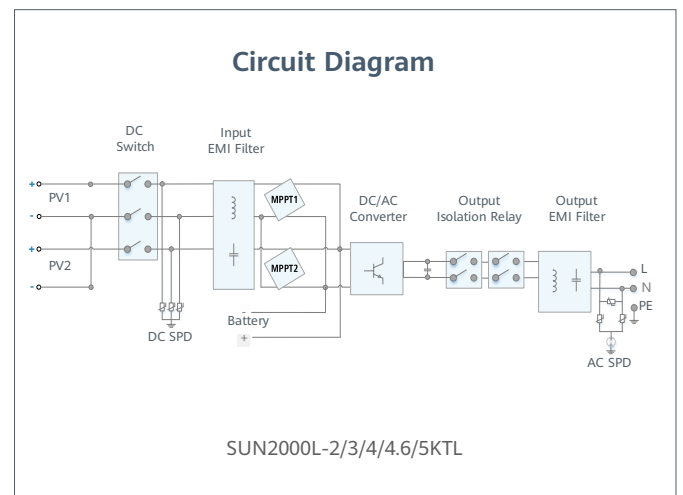 Circuit Diagram
DC
Switch
Input
EMI Filter
+
PV1
-
+
PV2
-
MPPT1
MPPT2
DC/AC
Converter
Output
Isolation Relay
Output
EMI Filter
L
N
PE
DC SPD
-
Battery
+
AC SPD
SUN2000L-2/3/4/4.6/5KTL